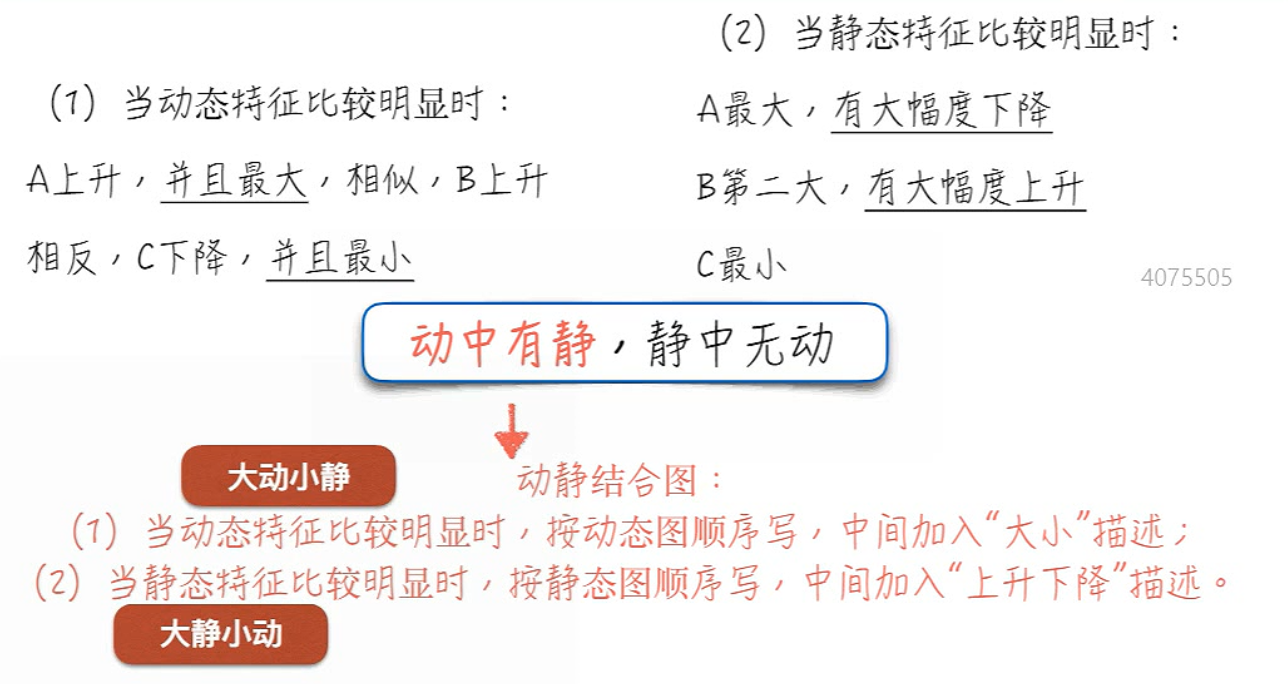 (1) 当动态特征比较明显时：
A上升，并且最大，相似，B上升
相反，C下降，并且最小
(2) 当静态特征比较明显时：
A最大，有大幅度下降
B第二大，有大幅度上升
C最小
4075505
动中有静，静中无动
大动小静
动静结合图：
(1) 当动态特征比较明显时，按动态图顺序写，中间加入“大小”描述；
(2) 当静态特征比较明显时，按静态图顺序写，中间加入“上升下降”描述。
大静小动